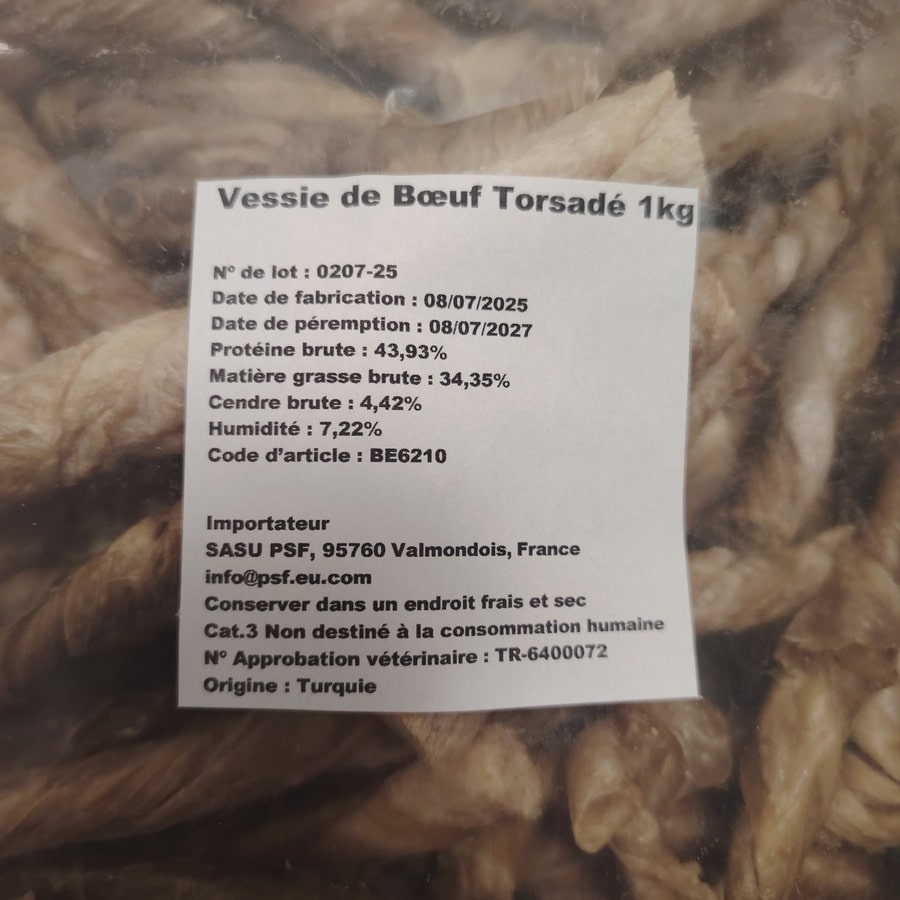 Vessie de Bœuf Torsadé 1kg
N° de lot : 0207-25
Date de fabrication : 08/07/2025
Date de péremption : 08/07/2027
Protéine brute : 43,93%
Matière grasse brute : 34,35%
Cendre brute : 4,42%
Humidité : 7,22%
Code d'article : BE6210
Importateur
SASU PSF, 95760 Valmondois, France
info@psf.eu.com
Conserver dans un endroit frais et sec
Cat.3 Non destiné à la consommation humaine
N° Approbation vétérinaire : TR-6400072
Origine : Turquie